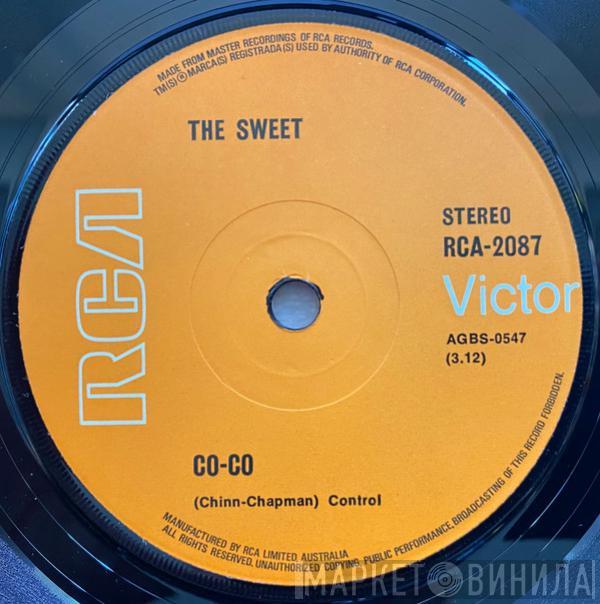 MADE FROM MASTER RECORDINGS OF RCA RECORDS.
TM(S) ® MARCA(S) REGISTRADA(S) USED BY AUTHORITY OF RCA CORPORATION.
THE SWEET
RCA
STEREO
RCA-2087
Victor
AGBS-0547
(3.12)
CO-CO
(Chinn-Chapman) Control
MANUFACTURED BY RCA LIMITED, AUSTRALIA
ALL RIGHTS RESERVED. UNAUTHORIZED COPYING, PUBLIC PERFORMANCE, BROADCASTING OF THIS RECORD FORBIDDEN.
МАРКЕТ ВИНИЛА